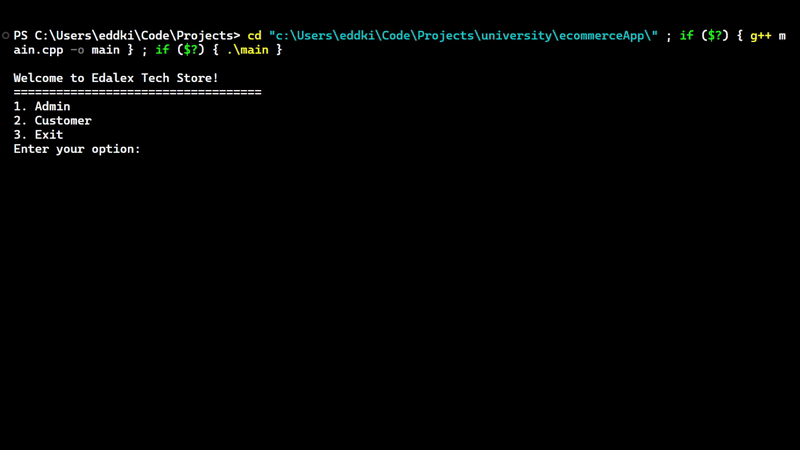 PS C:\Users\eddki\Code\Projects> cd "c:\Users\eddki\Code\Projects\university\ecommerceApp\" ; if ($?) { g++ m
ain.cpp -o main } ; if ($?) { .\main }
Welcome to Edalex Tech Store!
===================================
1. Admin
2. Customer
3. Exit
Enter your option: